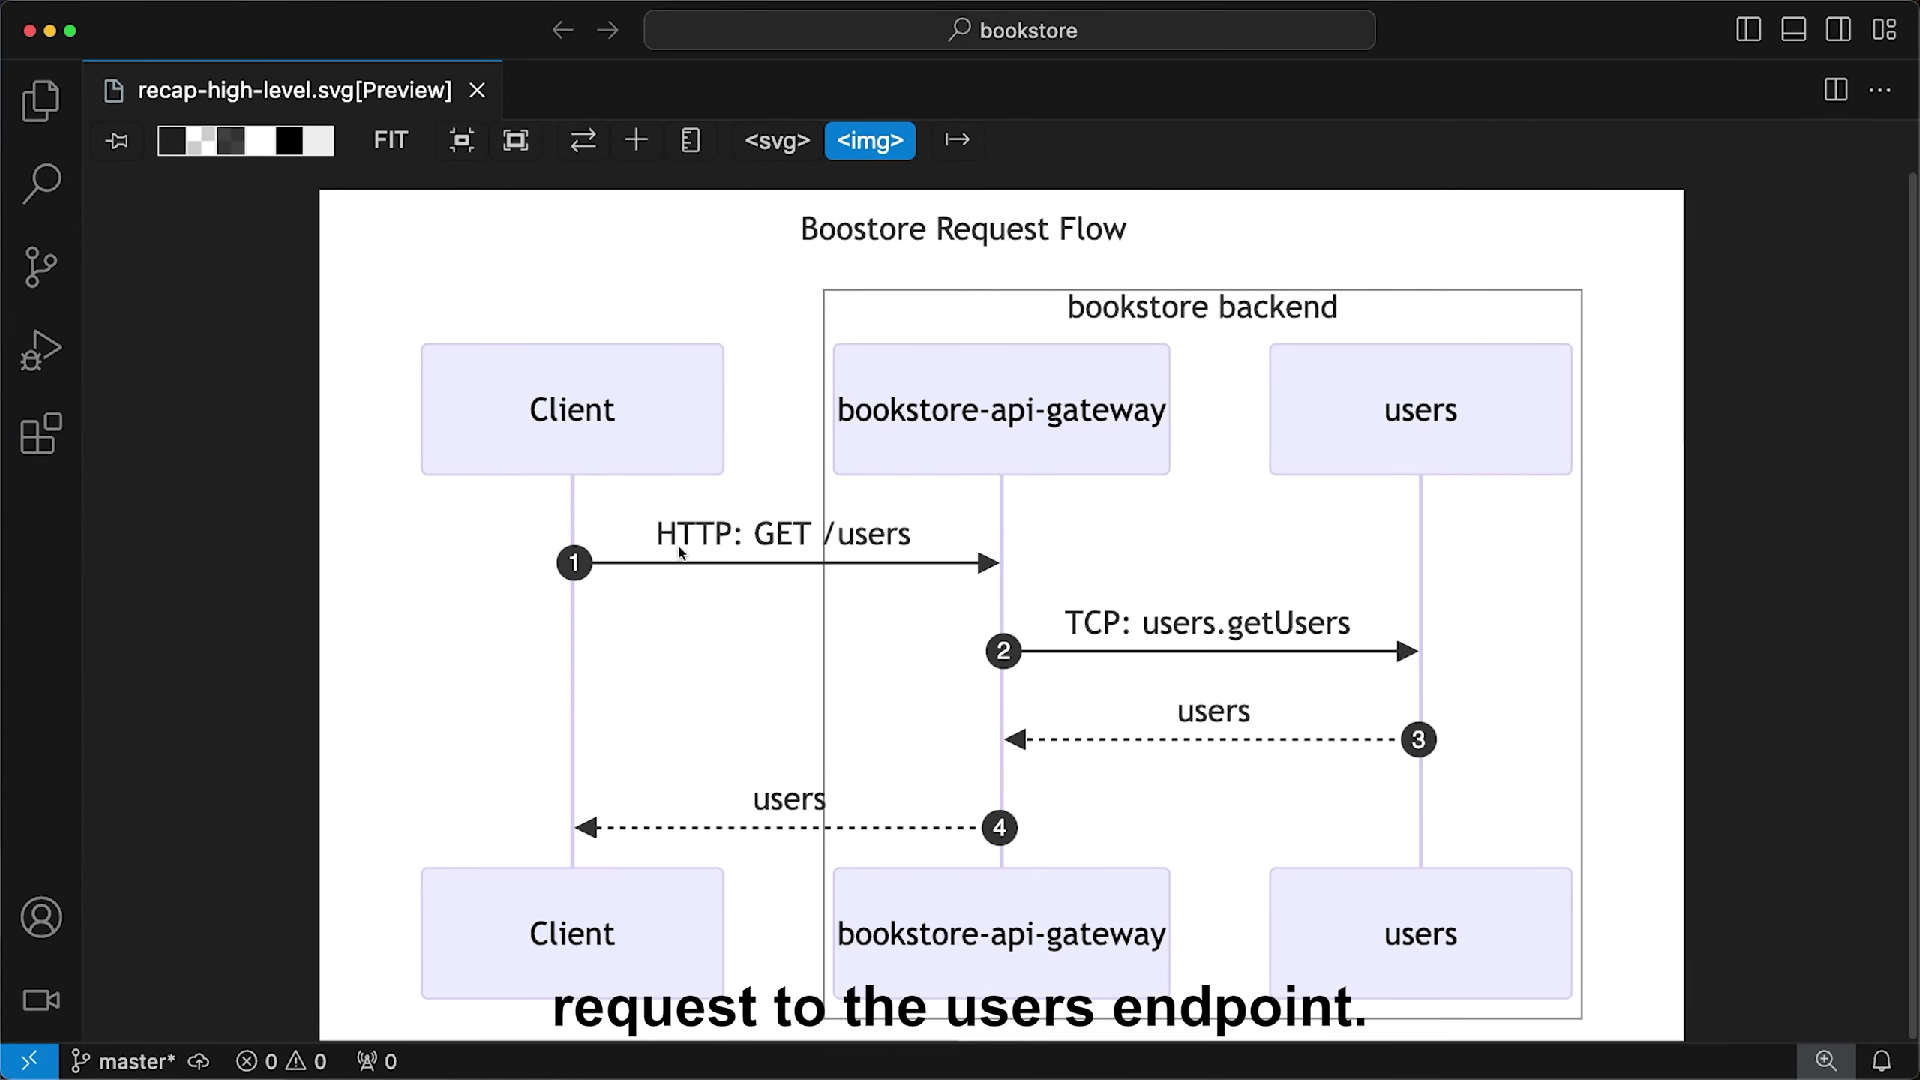 bookstore
recap-high-level.svg[Preview]
FIT
<svg>
<img>
Boostore Request Flow
bookstore backend
Client
bookstore-api-gateway
users
HTTP: GET /users
1
TCP: users.getUsers
2
users
3
users
4
Client
bookstore-api-gateway
users
request to the users endpoint.
master*
0
0
0